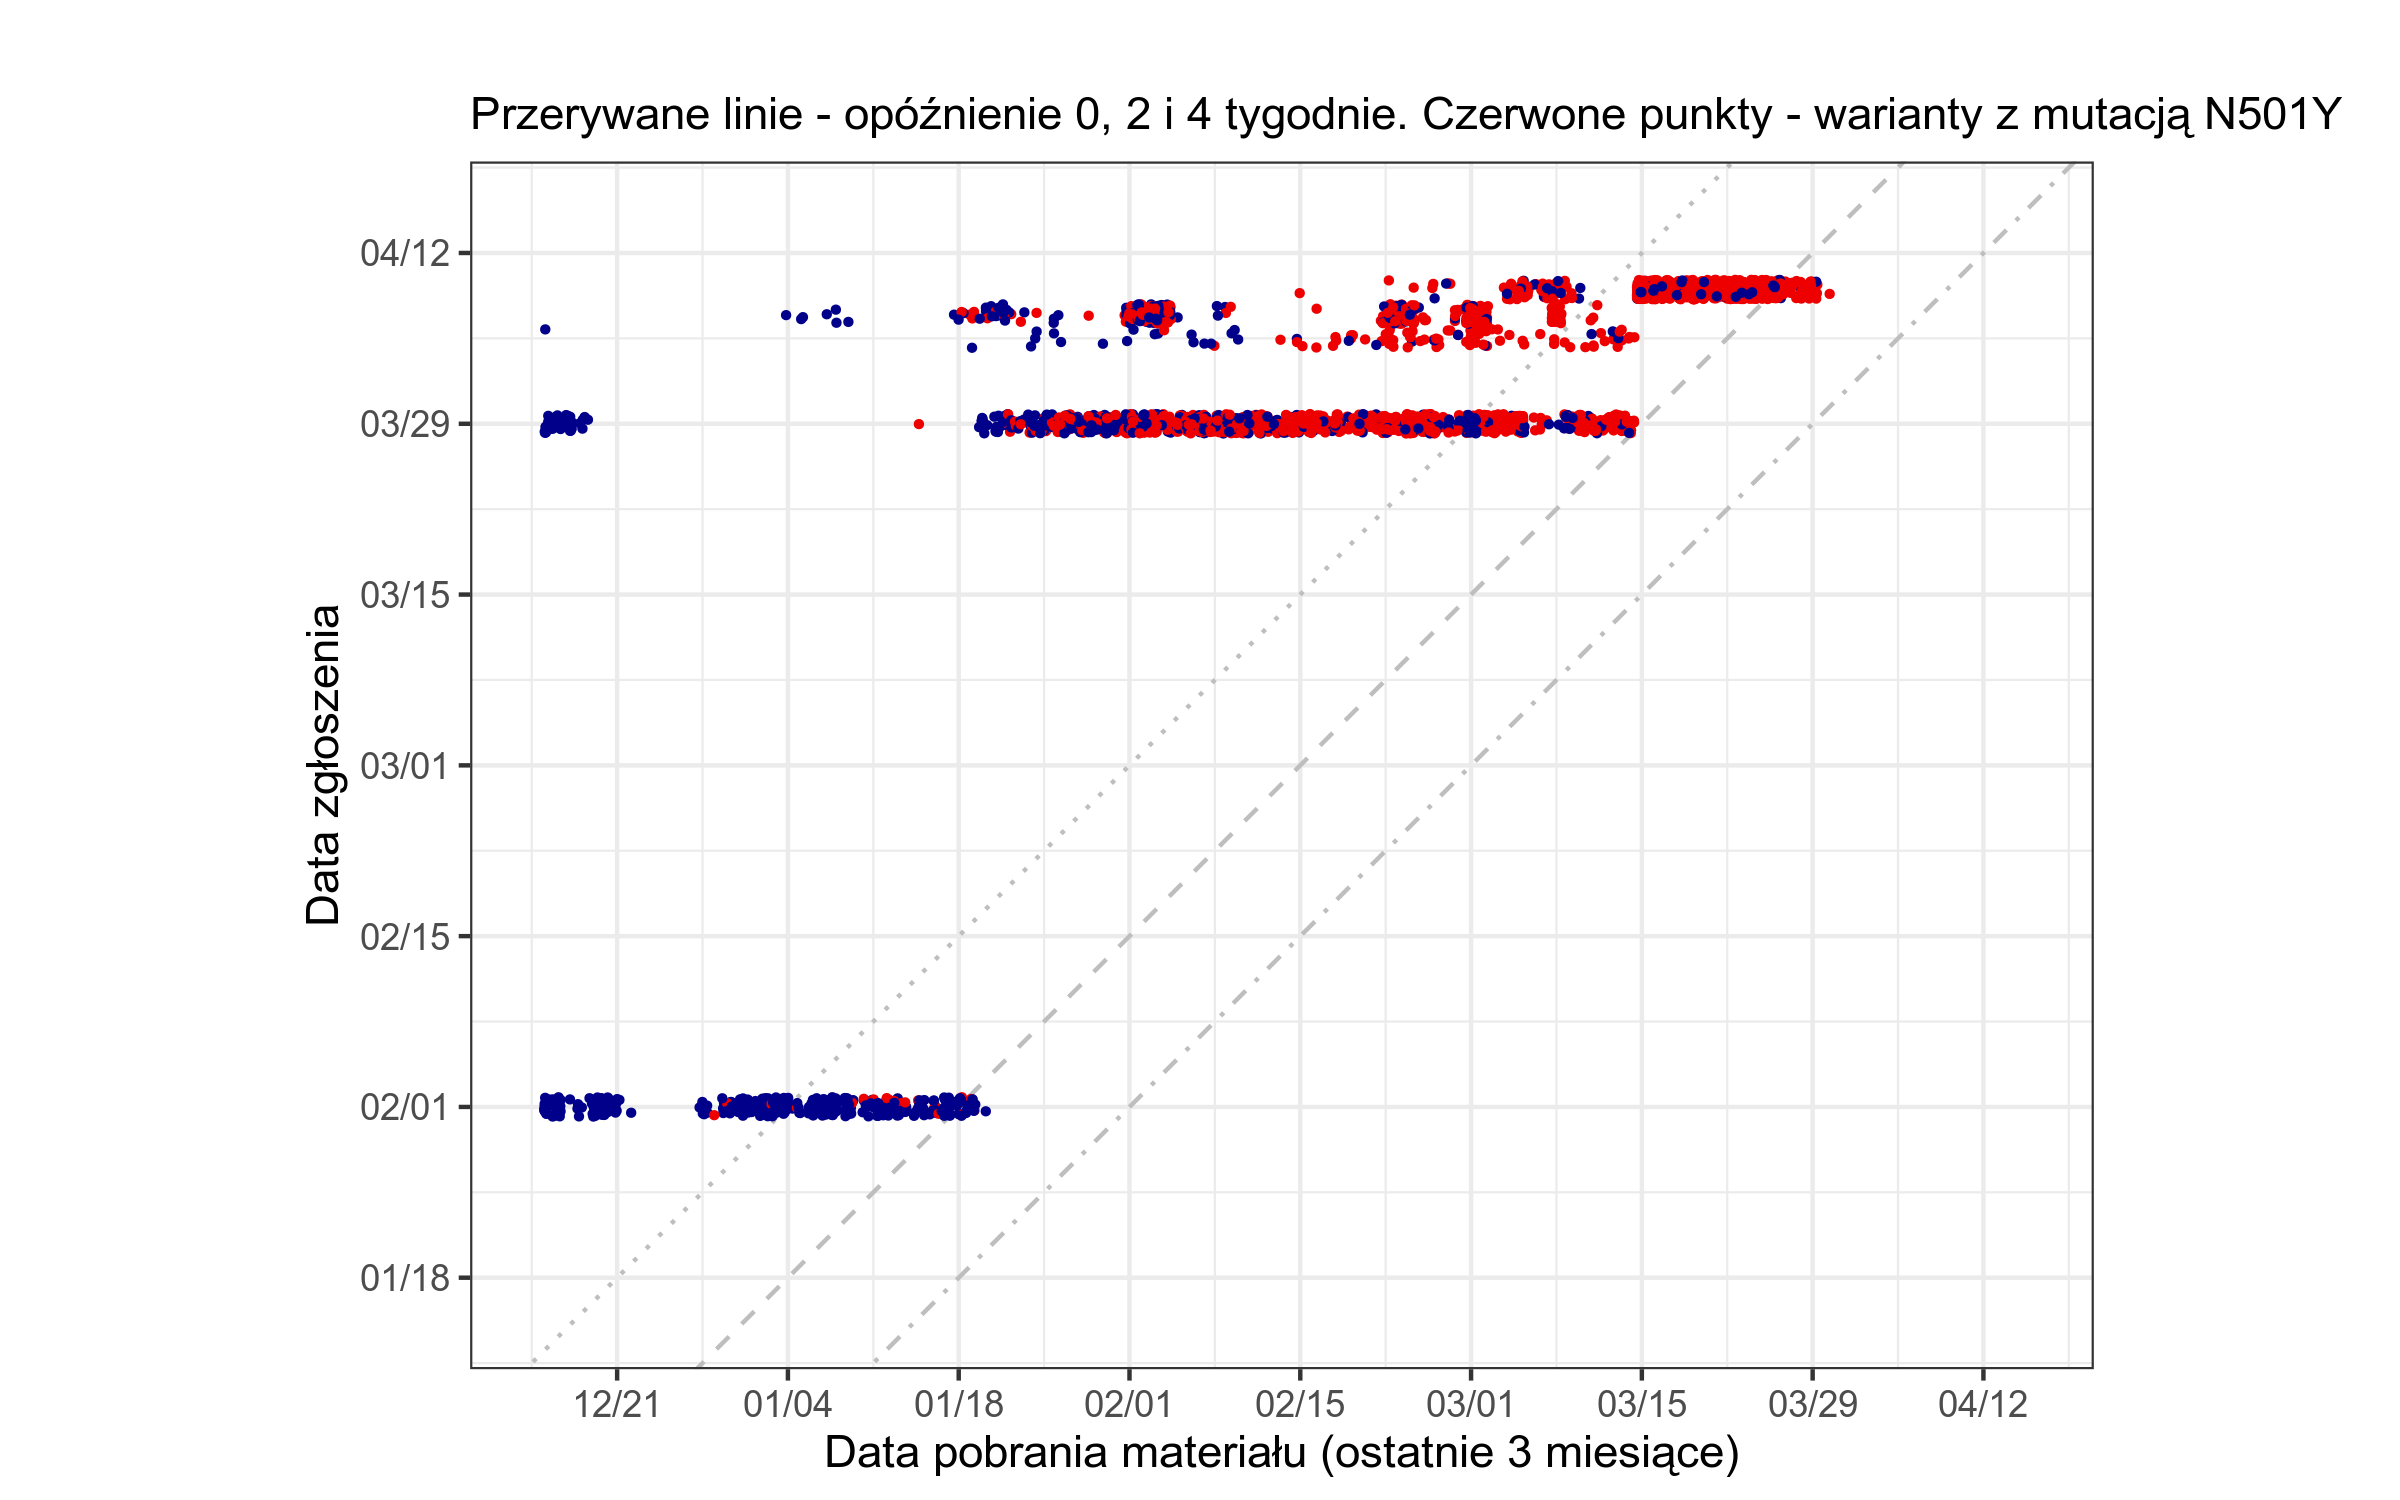 Przerywane linie - opóźnienie 0, 2 i 4 tygodnie. Czerwone punkty - warianty z mutacją N501Y
Data zgłoszenia
04/12
03/29
03/15
03/01
02/15
02/01
01/18
12/21 01/04 01/18 02/01 02/15 03/01 03/15 03/29 04/12
Data pobrania materiału (ostatnie 3 miesiące)